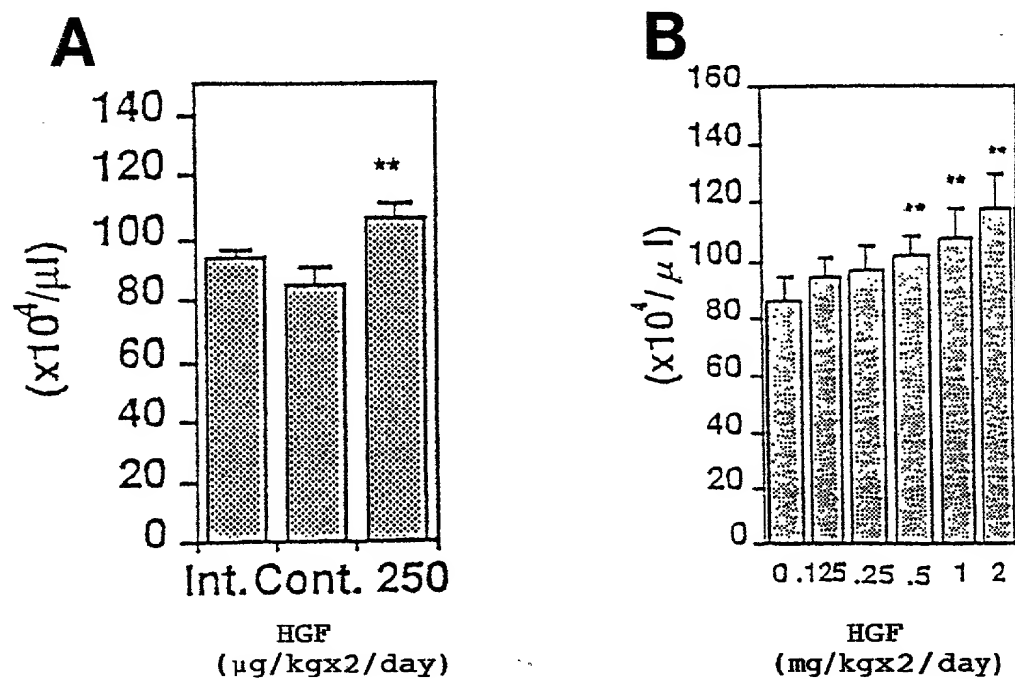 A
140
120
100
80
60
40
20
0
(x10⁴/μl)
**
Int. Cont. 250
HGF
(μg/kgx2/day)
B
160
140
120
100
80
60
40
20
0
(x10⁴/μ l)
**
**
**
0 .125 .25 .5 1 2
HGF
(mg/kgx2/day)